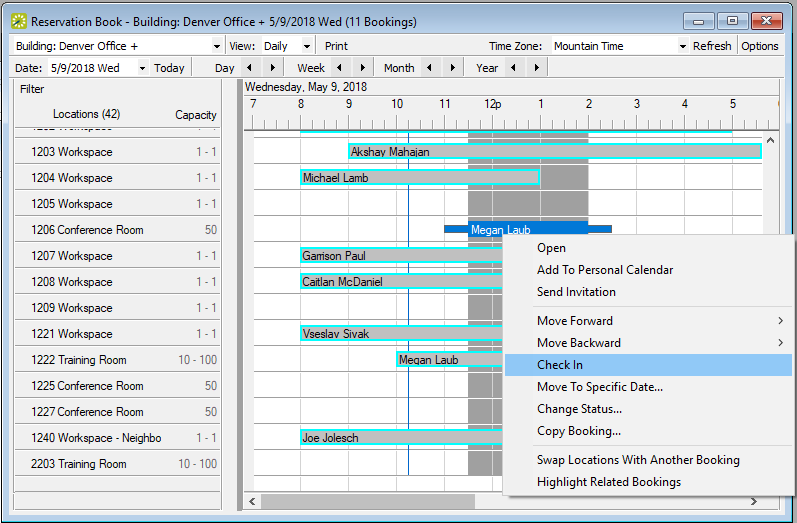 Reservation Book - Building: Denver Office + 5/9/2018 Wed (11 Bookings)
Building: Denver Office + View: Daily Print Time Zone: Mountain Time Refresh Options
Date: 5/9/2018 Wed Today Day Week Month Year
Filter
Locations (42) Capacity
Wednesday, May 9, 2018
7 8 9 10 11 12p 1 2 3 4 5
1202 Workspace 1 - 1
1203 Workspace 1 - 1 Akshay Mahajan
1204 Workspace 1 - 1 Michael Lamb
1205 Workspace 1 - 1
1206 Conference Room 50 Megan Laub
1207 Workspace 1 - 1 Garrison Paul
1208 Workspace 1 - 1 Caitlan McDaniel
1209 Workspace 1 - 1
1221 Workspace 1 - 1 Vseslav Sivak
1222 Training Room 10 - 100 Megan Laub
1225 Conference Room 50
1227 Conference Room 50
1240 Workspace - Neighbo 1 - 1 Joe Jolesch
2203 Training Room 10 - 100
Open
Add To Personal Calendar
Send Invitation
Move Forward
Move Backward
Check In
Move To Specific Date...
Change Status...
Copy Booking...
Swap Locations With Another Booking
Highlight Related Bookings